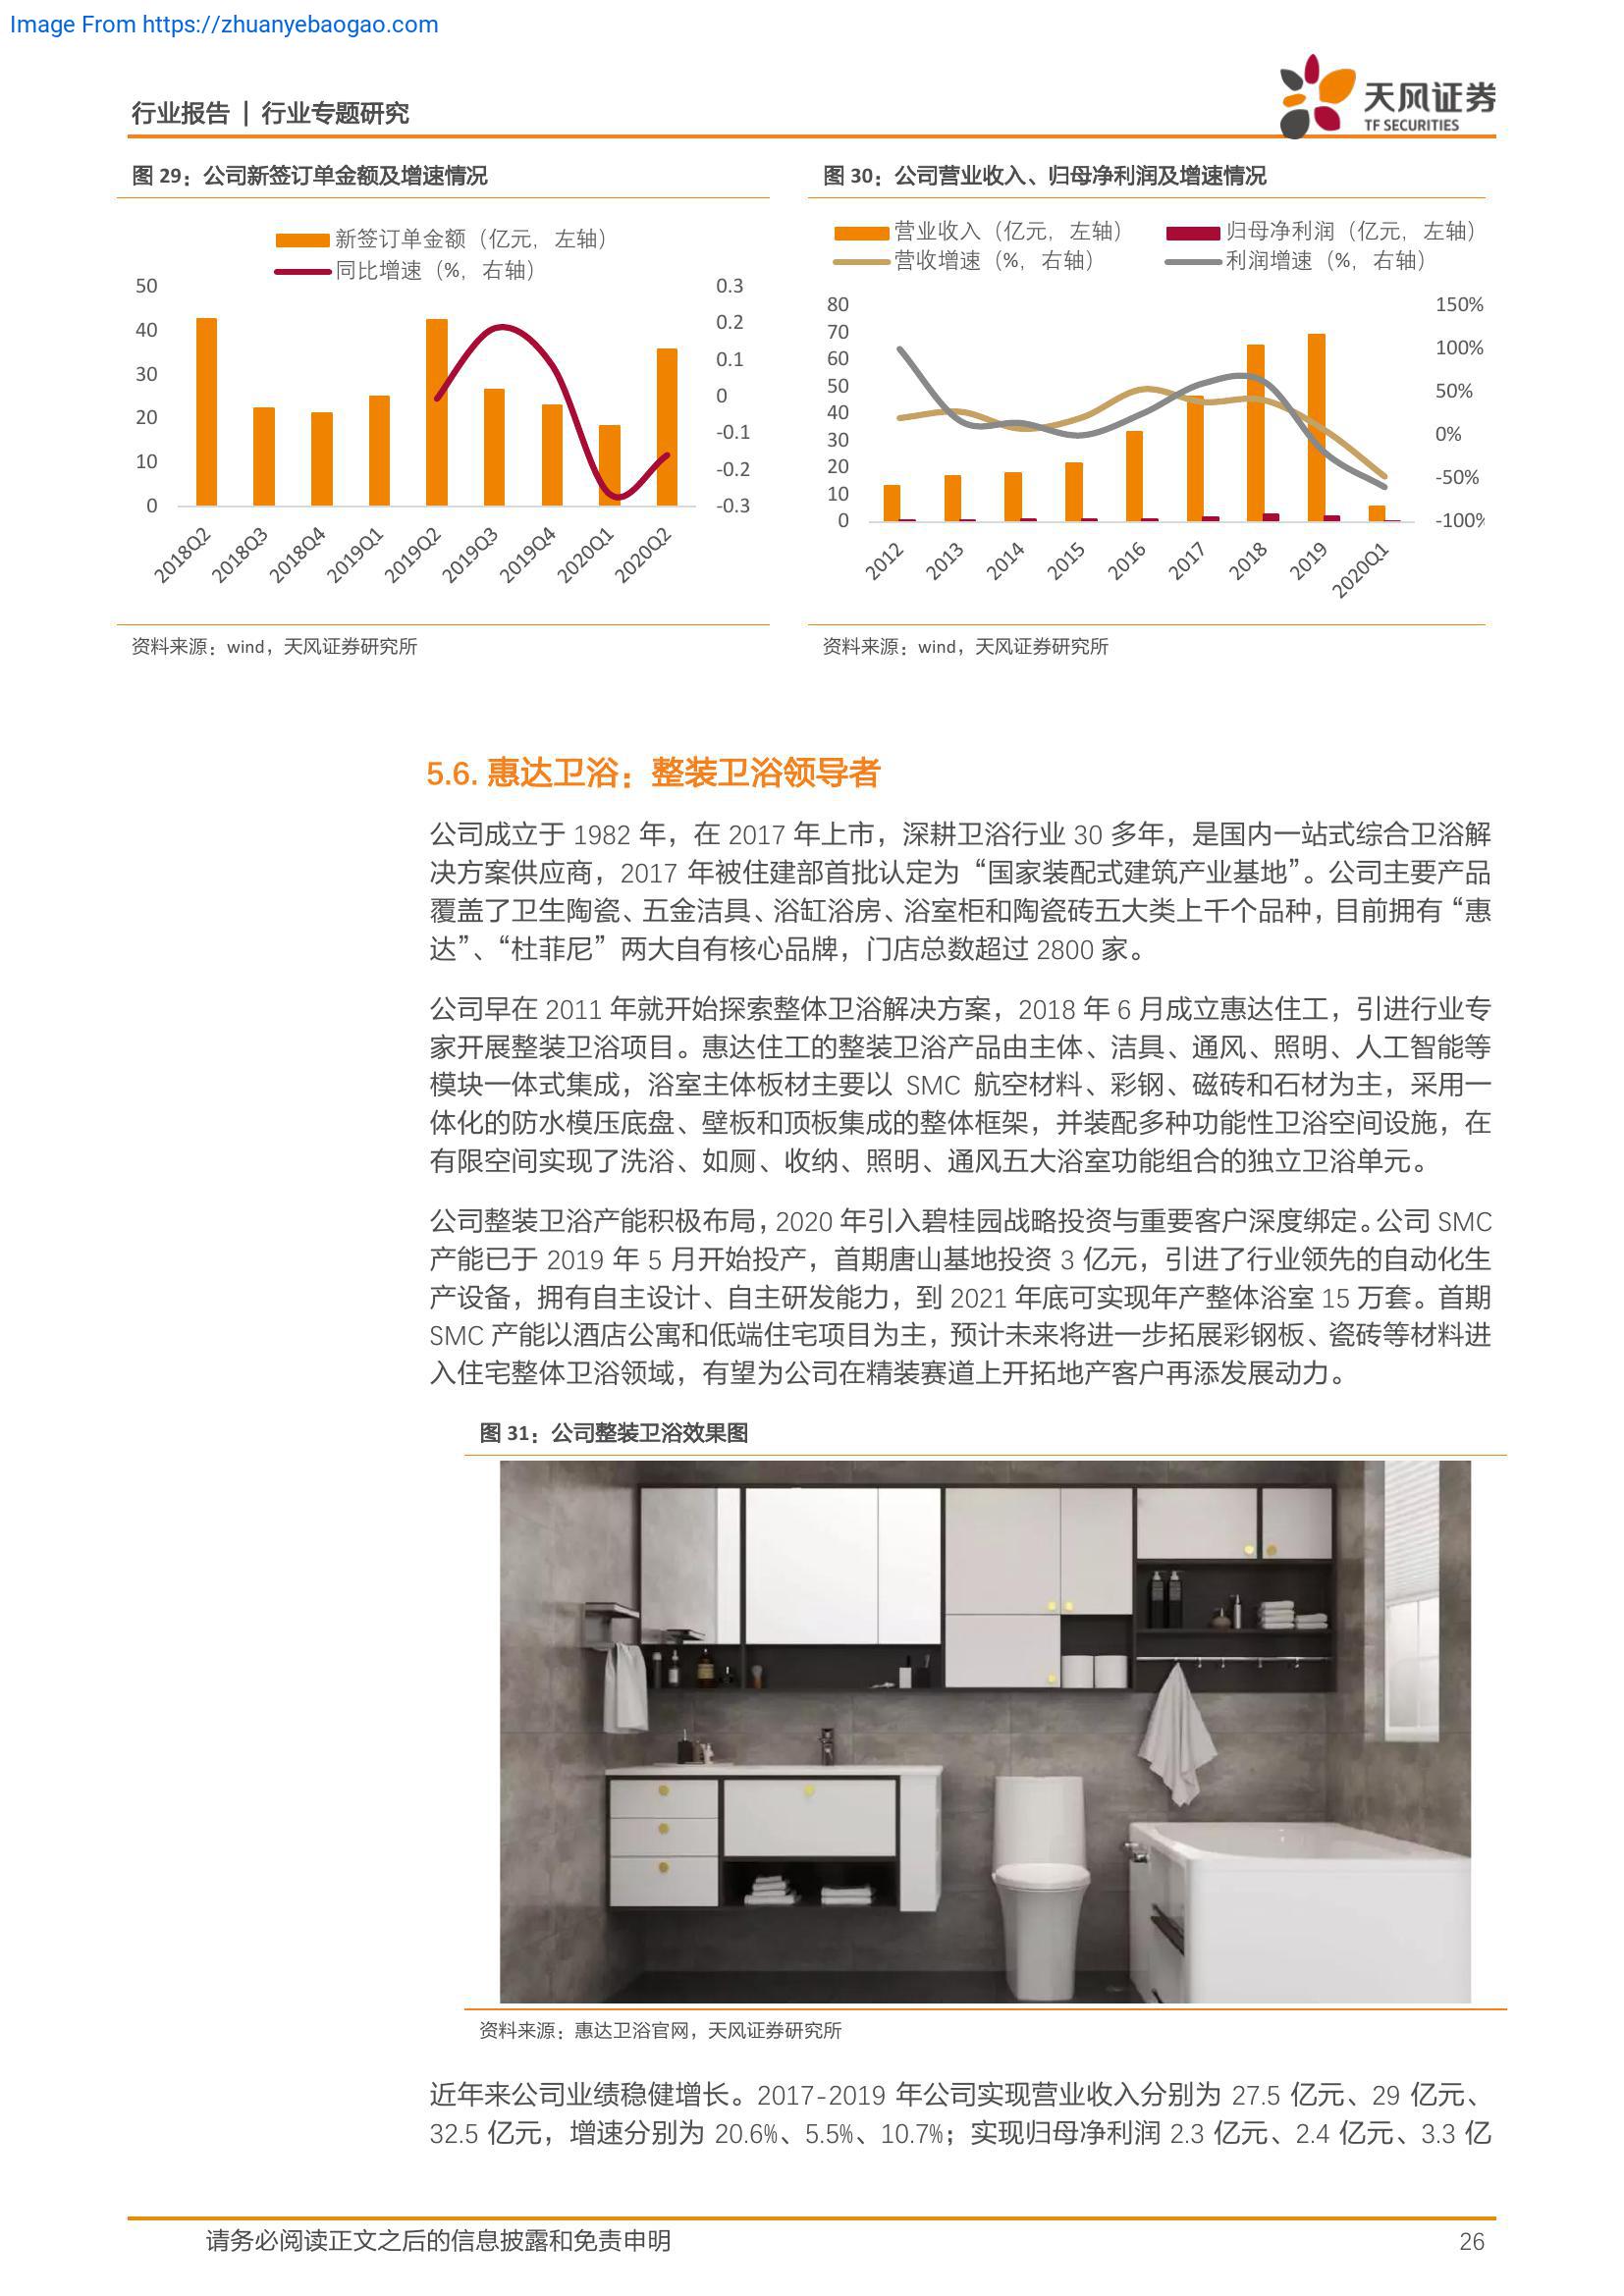 Image From https://zhuanyebaogao.com
行业报告 | 行业专题研究
天风证券
TF SECURITIES
图 29：公司新签订单金额及增速情况
新签订单金额（亿元，左轴）
同比增速（%，右轴）
50
40
30
20
10
0
0.3
0.2
0.1
0
-0.1
-0.2
-0.3
2018Q2
2018Q3
2018Q4
2019Q1
2019Q2
2019Q3
2019Q4
2020Q1
2020Q2
资料来源：wind，天风证券研究所
图 30：公司营业收入、归母净利润及增速情况
营业收入（亿元，左轴）
归母净利润（亿元，左轴）
营收增速（%，右轴）
利润增速（%，右轴）
80
70
60
50
40
30
20
10
0
150%
100%
50%
0%
-50%
-100%
2012
2013
2014
2015
2016
2017
2018
2019
2020Q1
资料来源：wind，天风证券研究所
5.6. 惠达卫浴：整装卫浴领导者
公司成立于 1982 年，在 2017 年上市，深耕卫浴行业 30 多年，是国内一站式综合卫浴解
决方案供应商，2017 年被住建部首批认定为“国家装配式建筑产业基地”。公司主要产品
覆盖了卫生陶瓷、五金洁具、浴缸浴房、浴室柜和陶瓷砖五大类上千个品种，目前拥有“惠
达”、“杜菲尼”两大自有核心品牌，门店总数超过 2800 家。
公司早在 2011 年就开始探索整体卫浴解决方案，2018 年 6 月成立惠达住工，引进行业专
家开展整装卫浴项目。惠达住工的整装卫浴产品由主体、洁具、通风、照明、人工智能等
模块一体式集成，浴室主体板材主要以 SMC 航空材料、彩钢、磁砖和石材为主，采用一
体化的防水模压底盘、壁板和顶板集成的整体框架，并装配多种功能性卫浴空间设施，在
有限空间实现了洗浴、如厕、收纳、照明、通风五大浴室功能组合的独立卫浴单元。
公司整装卫浴产能积极布局，2020 年引入碧桂园战略投资与重要客户深度绑定。公司 SMC
产能已于 2019 年 5 月开始投产，首期唐山基地投资 3 亿元，引进了行业领先的自动化生
产设备，拥有自主设计、自主研发能力，到 2021 年底可实现年产整体浴室 15 万套。首期
SMC 产能以酒店公寓和低端住宅项目为主，预计未来将进一步拓展彩钢板、瓷砖等材料进
入住宅整体卫浴领域，有望为公司在精装赛道上开拓地产客户再添发展动力。
图 31：公司整装卫浴效果图
资料来源：惠达卫浴官网，天风证券研究所
近年来公司业绩稳健增长。2017-2019 年公司实现营业收入分别为 27.5 亿元、29 亿元、
32.5 亿元，增速分别为 20.6%、5.5%、10.7%；实现归母净利润 2.3 亿元、2.4 亿元、3.3 亿
请务必阅读正文之后的信息披露和免责申明
26